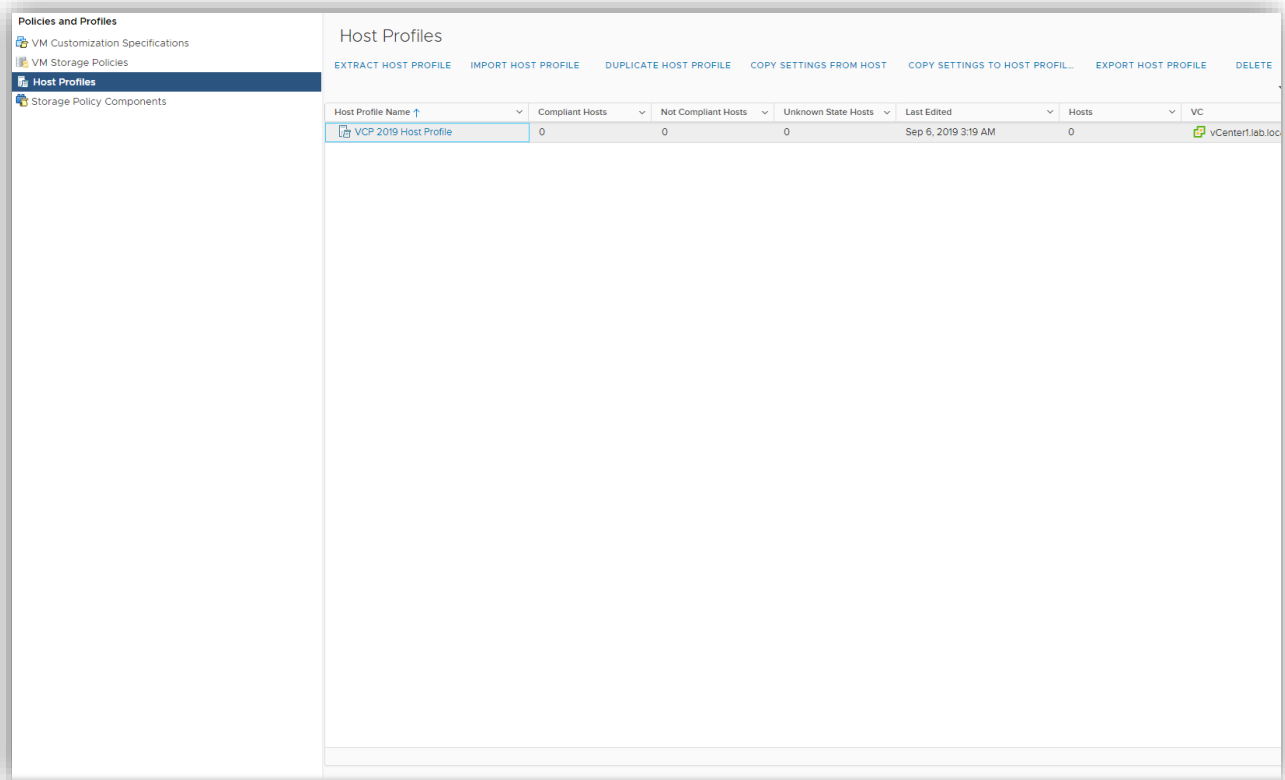 Policies and Profiles
VM Customization Specifications
VM Storage Policies
Host Profiles
Storage Policy Components
Host Profiles
EXTRACT HOST PROFILE IMPORT HOST PROFILE DUPLICATE HOST PROFILE COPY SETTINGS FROM HOST COPY SETTINGS TO HOST PROFIL... EXPORT HOST PROFILE DELETE
Host Profile Name ↑ Compliant Hosts Not Compliant Hosts Unknown State Hosts Last Edited Hosts VC
VCP 2019 Host Profile 0 0 0 Sep 6, 2019 3:19 AM 0 vCenter1.lab.loc